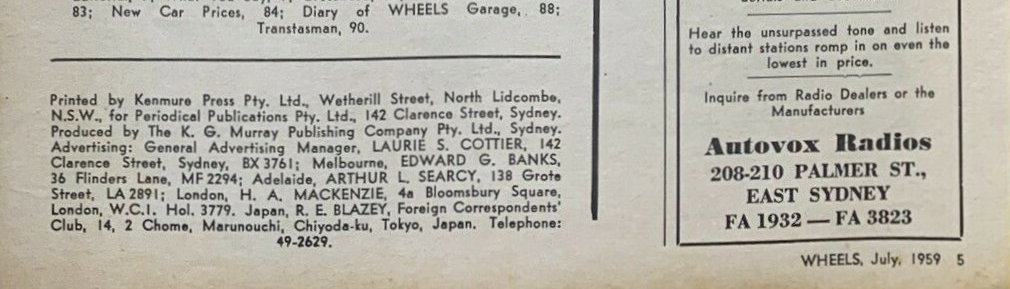 83; New Car Prices, 84; Diary of WHEELS Garage, 88;
Transtasman, 90.
Printed by Kenmure Press Pty. Ltd., Wetherill Street, North Lidcombe,
N.S.W., for Periodical Publications Pty. Ltd., 142 Clarence Street, Sydney.
Produced by The K. G. Murray Publishing Company Pty. Ltd., Sydney.
Advertising: General Advertising Manager, LAURIE S. COTTIER, 142
Clarence Street, Sydney, BX 3761; Melbourne, EDWARD G. BANKS,
36 Flinders Lane, MF 2294; Adelaide, ARTHUR L. SEARCY, 138 Grote
Street, LA 2891; London, H. A. MACKENZIE, 4a Bloomsbury Square,
London, W.C.I. Hol. 3779. Japan, R. E. BLAZEY, Foreign Correspondents'
Club, 14, 2 Chome, Marunouchi, Chiyoda-ku, Tokyo, Japan. Telephone:
49-2629.
Hear the unsurpassed tone and listen
to distant stations romp in on even the
lowest in price.
Inquire from Radio Dealers or the
Manufacturers
Autovox Radios
208-210 PALMER ST.,
EAST SYDNEY
FA 1932 — FA 3823
WHEELS, July, 1959 5